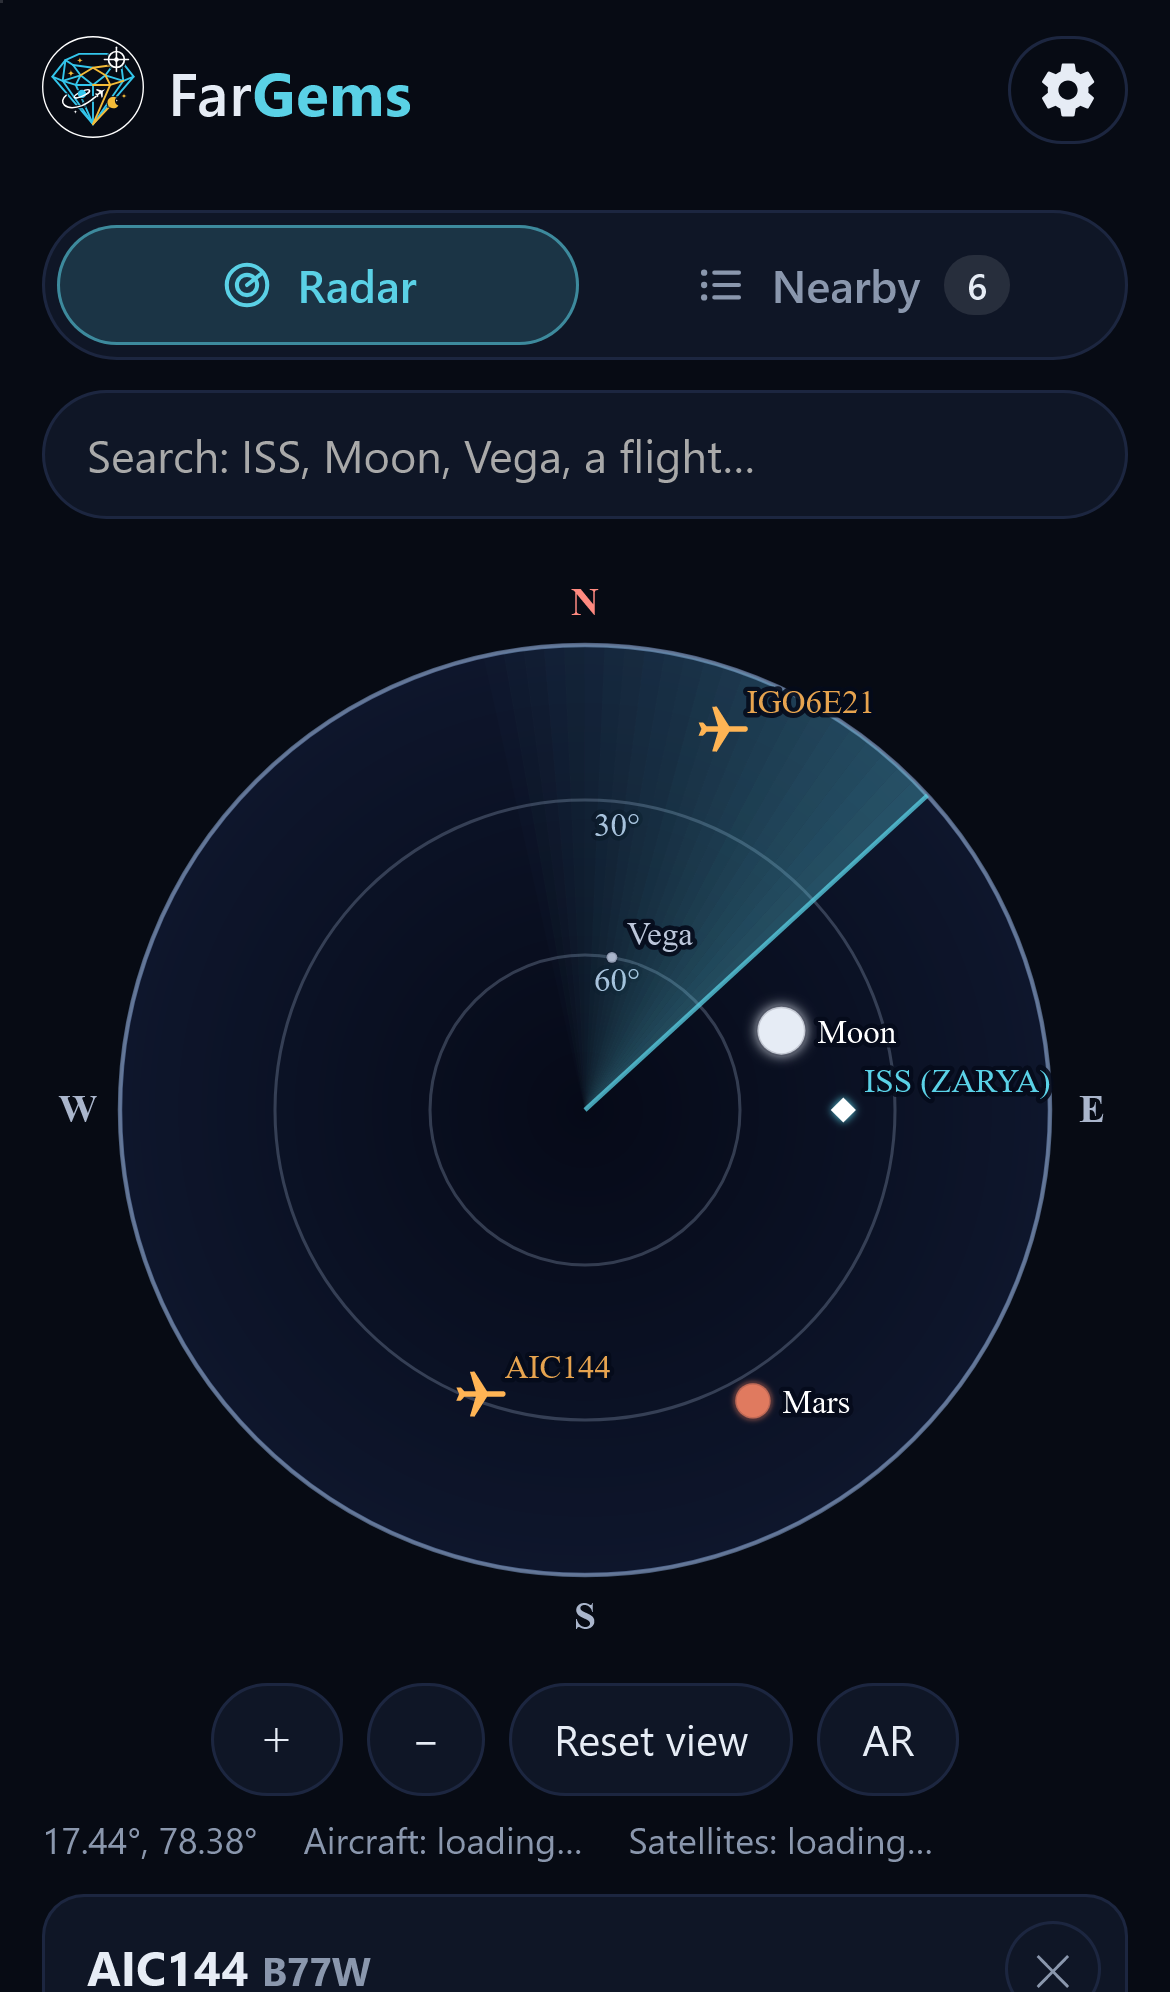 FarGems
Radar
Nearby 6
Search: ISS, Moon, Vega, a flight...
N
IGO6E21
30°
Vega
60°
Moon
ISS (ZARYA)
W
E
AIC144
Mars
S
+
–
Reset view
AR
17.44°, 78.38° Aircraft: loading... Satellites: loading...
AIC144 B77W